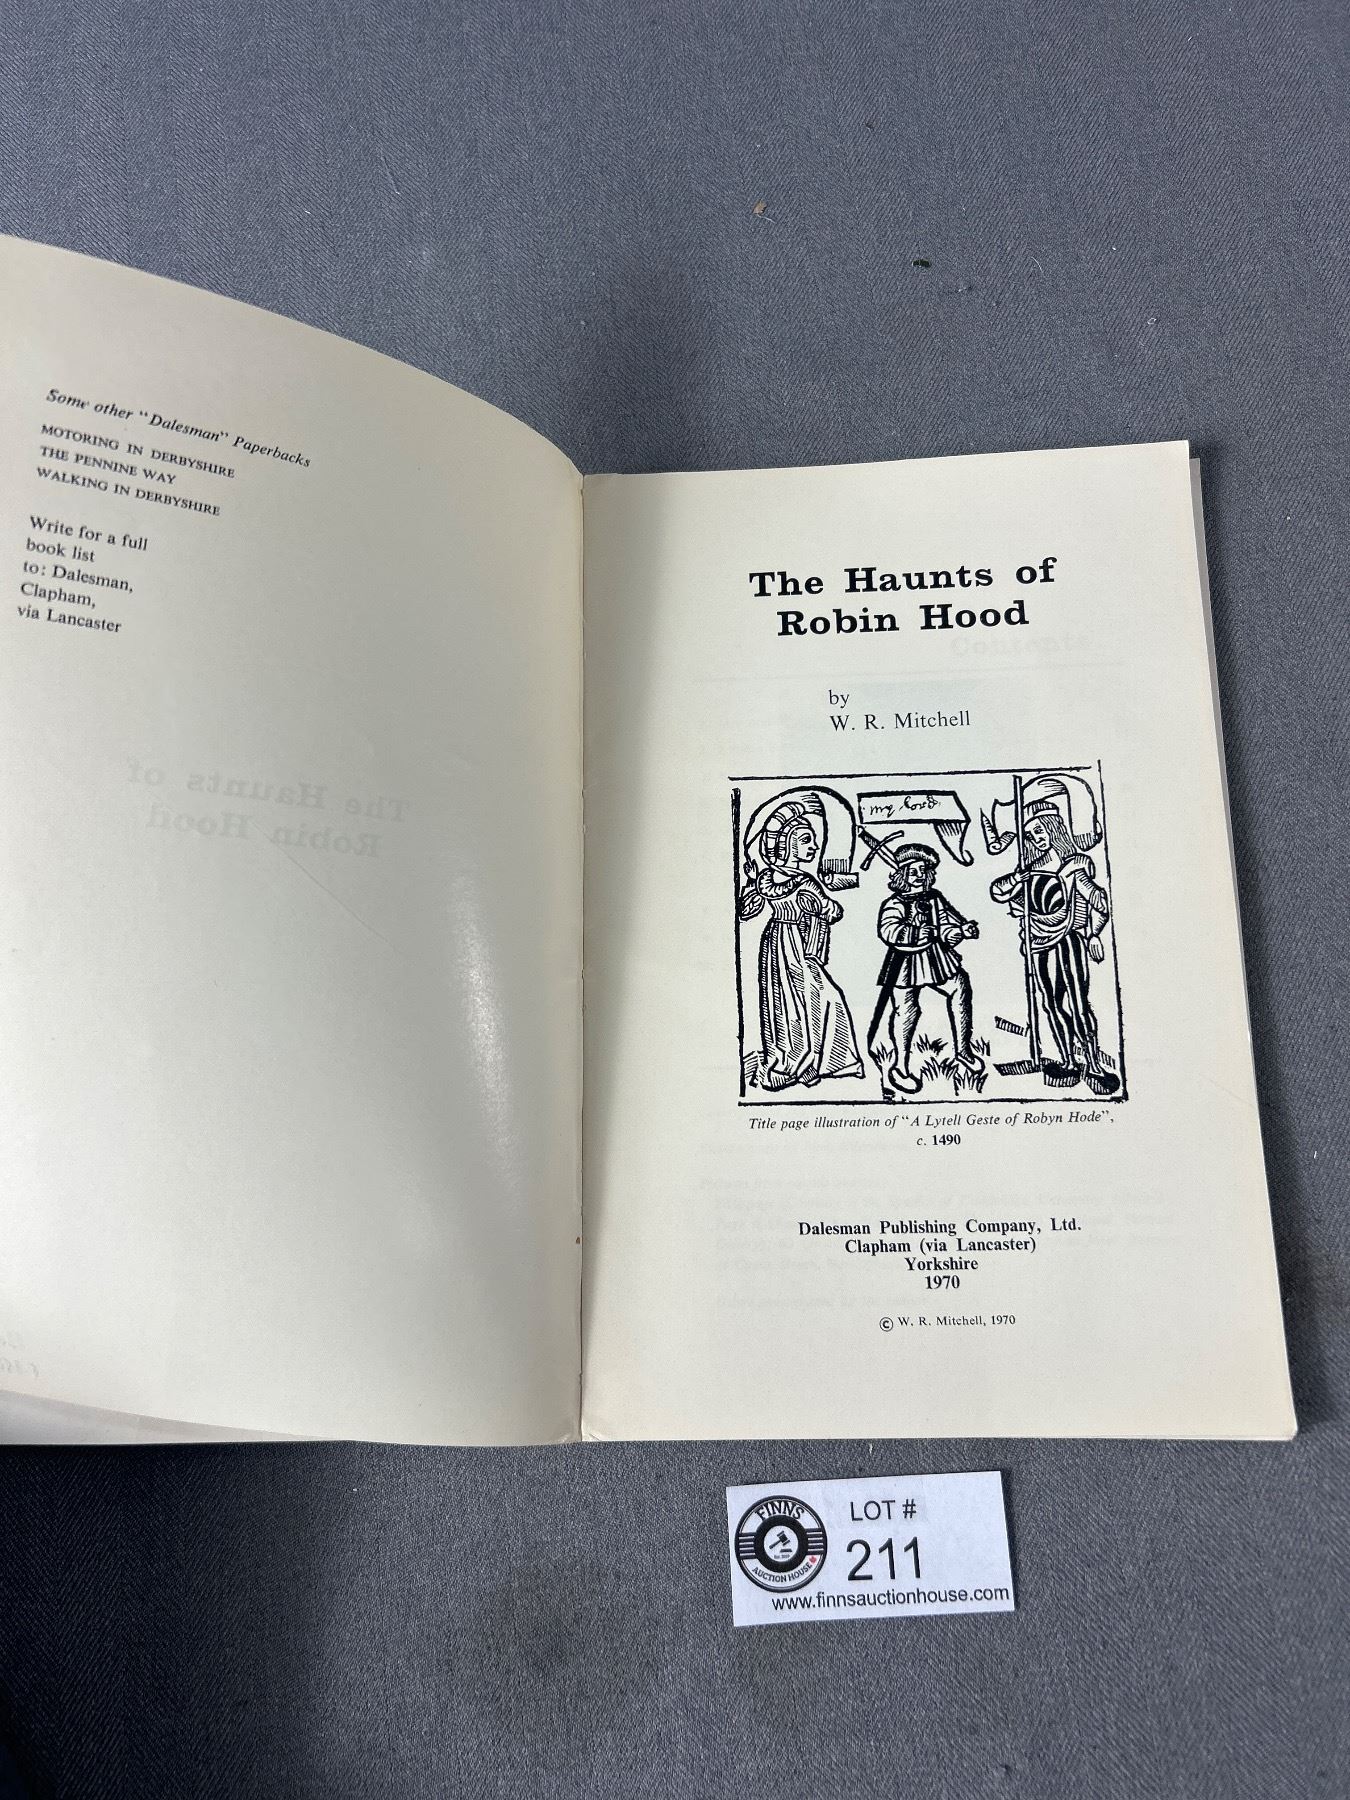 Some other "Dalesman" Paperbacks
MOTORING IN DERBYSHIRE
THE PENNINE WAY
WALKING IN DERBYSHIRE
Write for a full
book list
to: Dalesman,
Clapham,
via Lancaster
The Haunts of
Robin Hood
by
W. R. Mitchell
my lord
Title page illustration of "A Lytell Geste of Robyn Hode",
c. 1490
Dalesman Publishing Company, Ltd.
Clapham (via Lancaster)
Yorkshire
1970
© W. R. Mitchell, 1970
FINNS
AUCTION HOUSE
LOT #
211
www.finnsauctionhouse.com